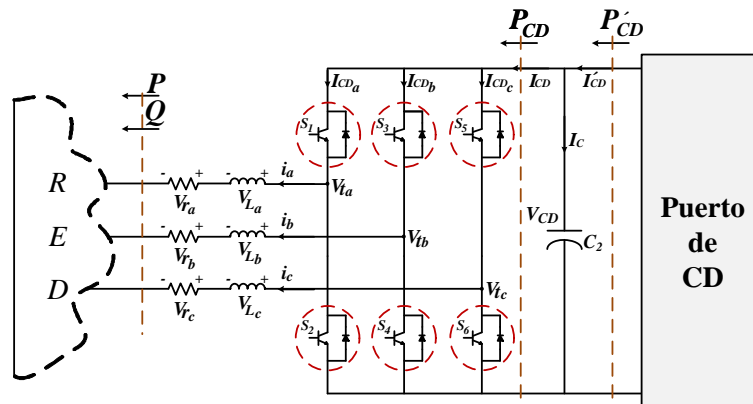 P_CD P´_CD
I_CDa I_CDb I_CDc I_CD I´_CD
P
Q
S1 S3 S5
I_C
R
- V_ra + - V_La + i_a V_ta
E
- V_rb + - V_Lb + i_b V_tb
V_CD C2
D
- V_rc + - V_Lc + i_c V_tc
S2 S4 S6
Puerto
de
CD